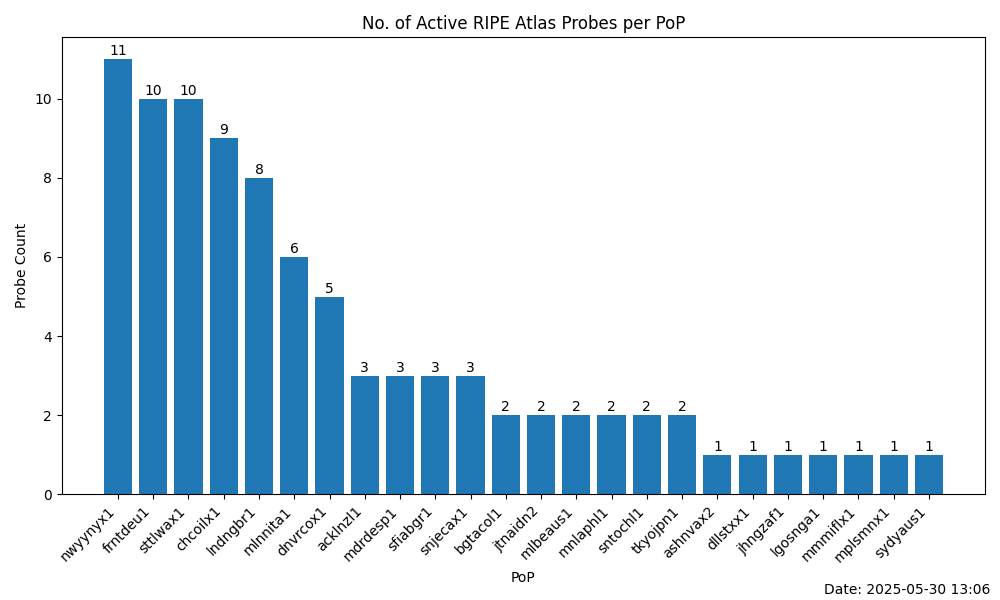 No. of Active RIPE Atlas Probes per PoP
Probe Count
10
8
6
4
2
0
11
10
10
9
8
6
5
3
3
3
3
2
2
2
2
2
2
1
1
1
1
1
1
1
nwyynyx1
frntdeu1
sttlwax1
chcoilx1
lndngbr1
mlnnita1
dnvrcox1
acklnzl1
mdrdesp1
sfiabgr1
snjecax1
bgtacol1
jtnaidn2
mlbeaus1
mnlaphl1
sntochl1
tkyojpn1
ashnvax2
dllstxx1
jhngzaf1
lgosnga1
mmmiflx1
mplsmnx1
sydyaus1
PoP
Date: 2025-05-30 13:06